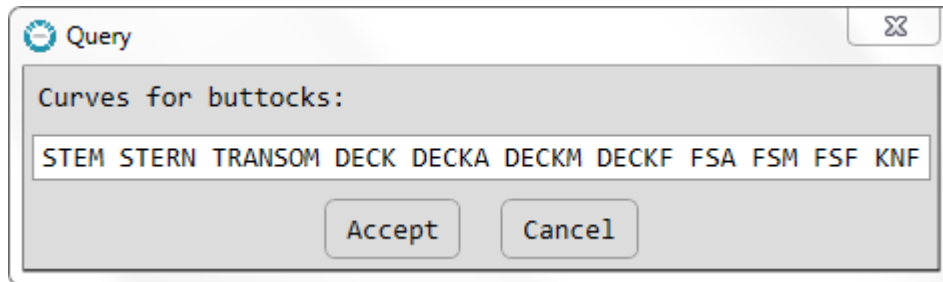 Query
Curves for buttocks:
STEM STERN TRANSOM DECK DECKA DECKM DECKF FSA FSM FSF KNF
Accept Cancel